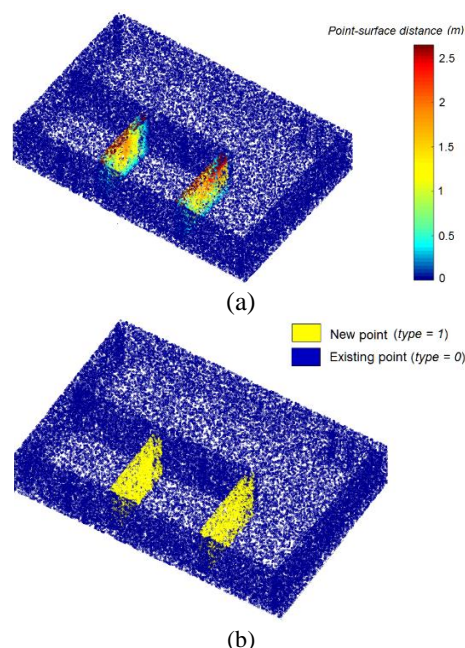 Point-surface distance (m)
2.5
2
1.5
1
0.5
0
(a)
New point (type = 1)
Existing point (type = 0)
(b)